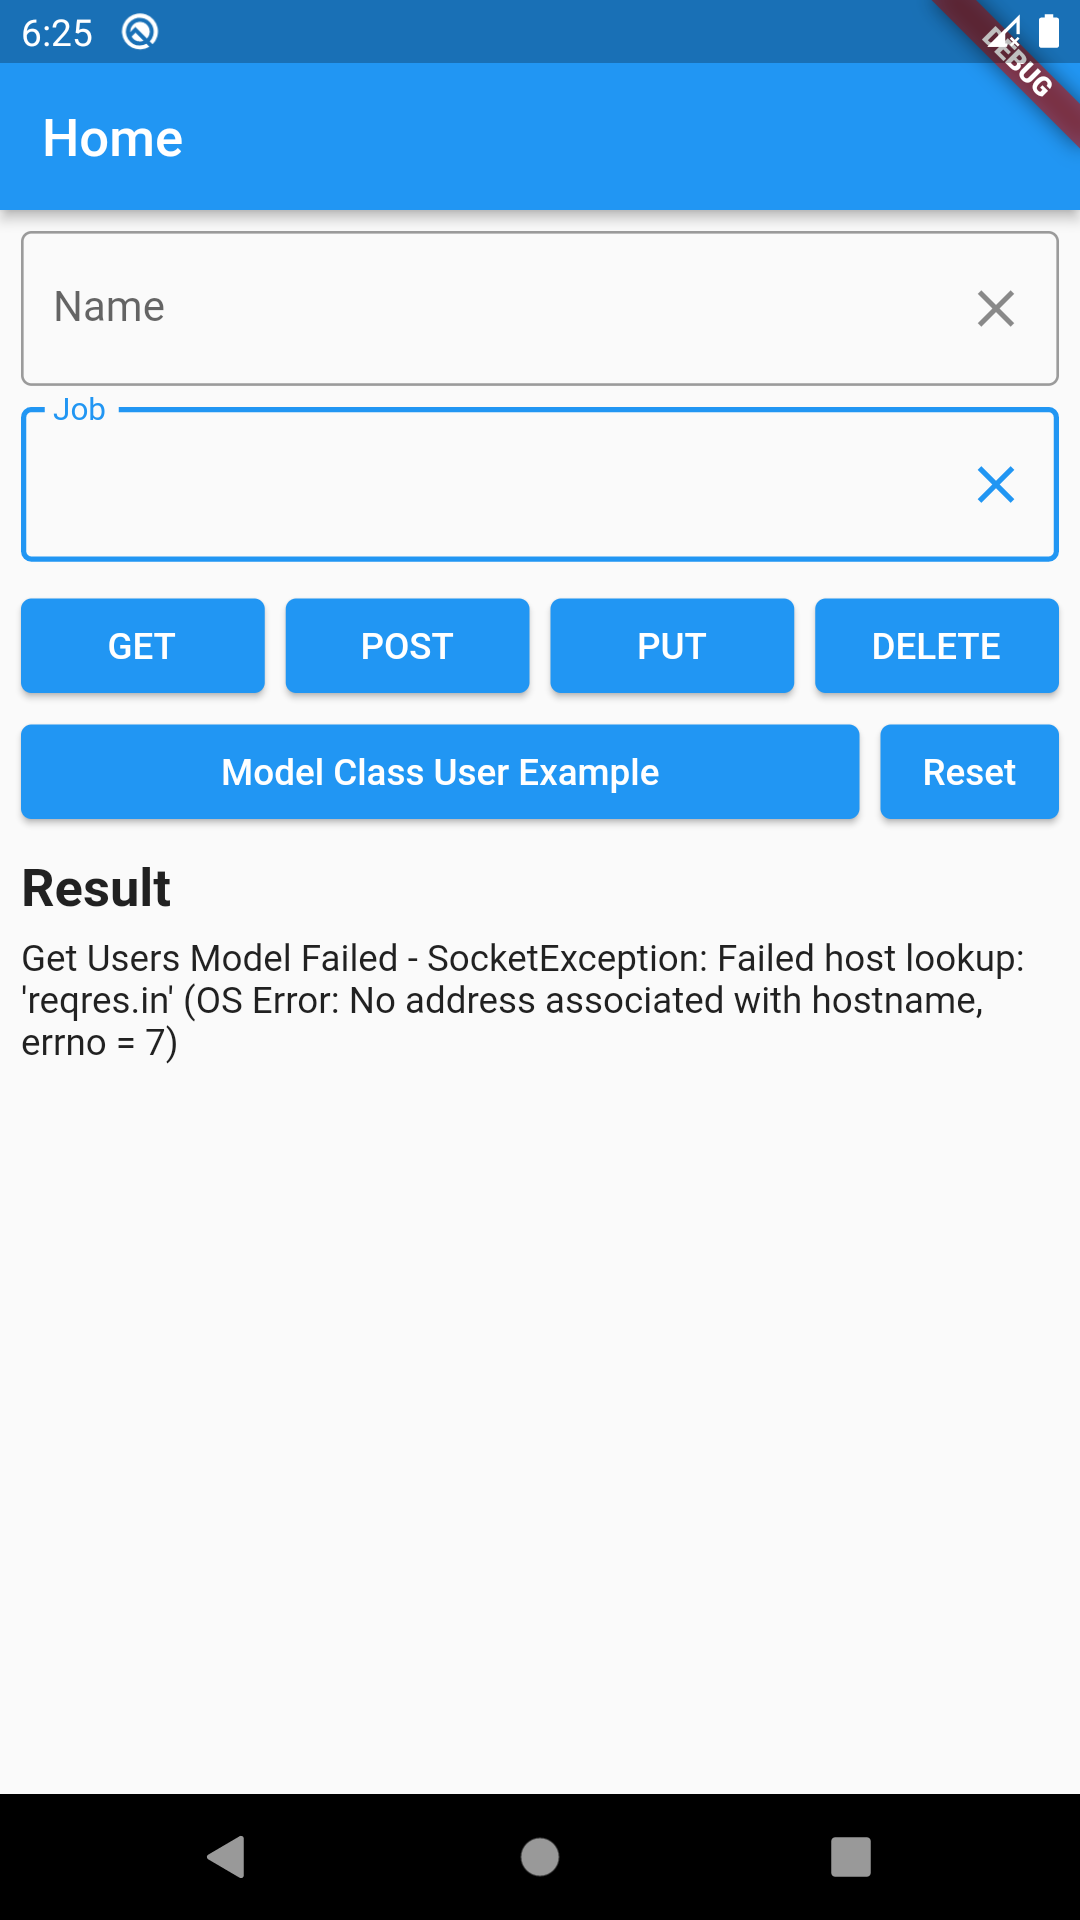 6:25
DEBUG
Home
Name
Job
GET POST PUT DELETE
Model Class User Example Reset
Result
Get Users Model Failed - SocketException: Failed host lookup:
'reqres.in' (OS Error: No address associated with hostname,
errno = 7)